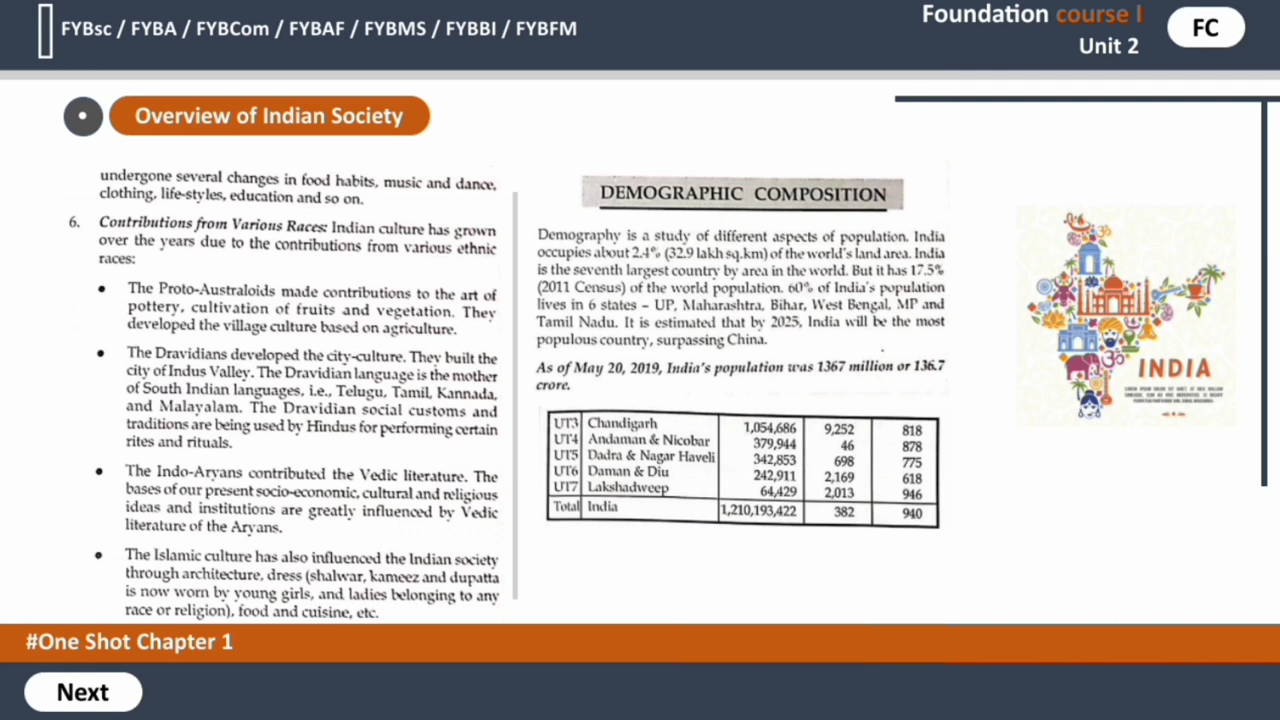 FYBsc / FYBA / FYBCom / FYBAF / FYBMS / FYBBI / FYBFM
Foundation course I
Unit 2
FC
Overview of Indian Society
undergone several changes in food habits, music and dance,
clothing, life-styles, education and so on.
6. Contributions from Various Races: Indian culture has grown
over the years due to the contributions from various ethnic
races:
• The Proto-Australoids made contributions to the art of
pottery, cultivation of fruits and vegetation. They
developed the village culture based on agriculture.
• The Dravidians developed the city-culture. They built the
city of Indus Valley. The Dravidian language is the mother
of South Indian languages, i.e., Telugu, Tamil, Kannada,
and Malayalam. The Dravidian social customs and
traditions are being used by Hindus for performing certain
rites and rituals.
• The Indo-Aryans contributed the Vedic literature. The
bases of our present socio-economic, cultural and religious
ideas and institutions are greatly influenced by Vedic
literature of the Aryans.
• The Islamic culture has also influenced the Indian society
through architecture, dress (shalwar, kameez and dupatta
is now worn by young girls, and ladies belonging to any
race or religion), food and cuisine, etc.
DEMOGRAPHIC COMPOSITION
Demography is a study of different aspects of population. India
occupies about 2.4% (32.9 lakh sq.km) of the world's land area. India
is the seventh largest country by area in the world. But it has 17.5%
(2011 Census) of the world population. 60% of India's population
lives in 6 states – UP, Maharashtra, Bihar, West Bengal, MP and
Tamil Nadu. It is estimated that by 2025, India will be the most
populous country, surpassing China.
As of May 20, 2019, India's population was 1367 million or 136.7
crore.
UT3 Chandigarh 1,054,686 9,252 818
UT4 Andaman & Nicobar 379,944 46 878
UT5 Dadra & Nagar Haveli 342,853 698 775
UT6 Daman & Diu 242,911 2,169 618
UT7 Lakshadweep 64,429 2,013 946
Total India 1,210,193,422 382 940
INDIA
#One Shot Chapter 1
Next